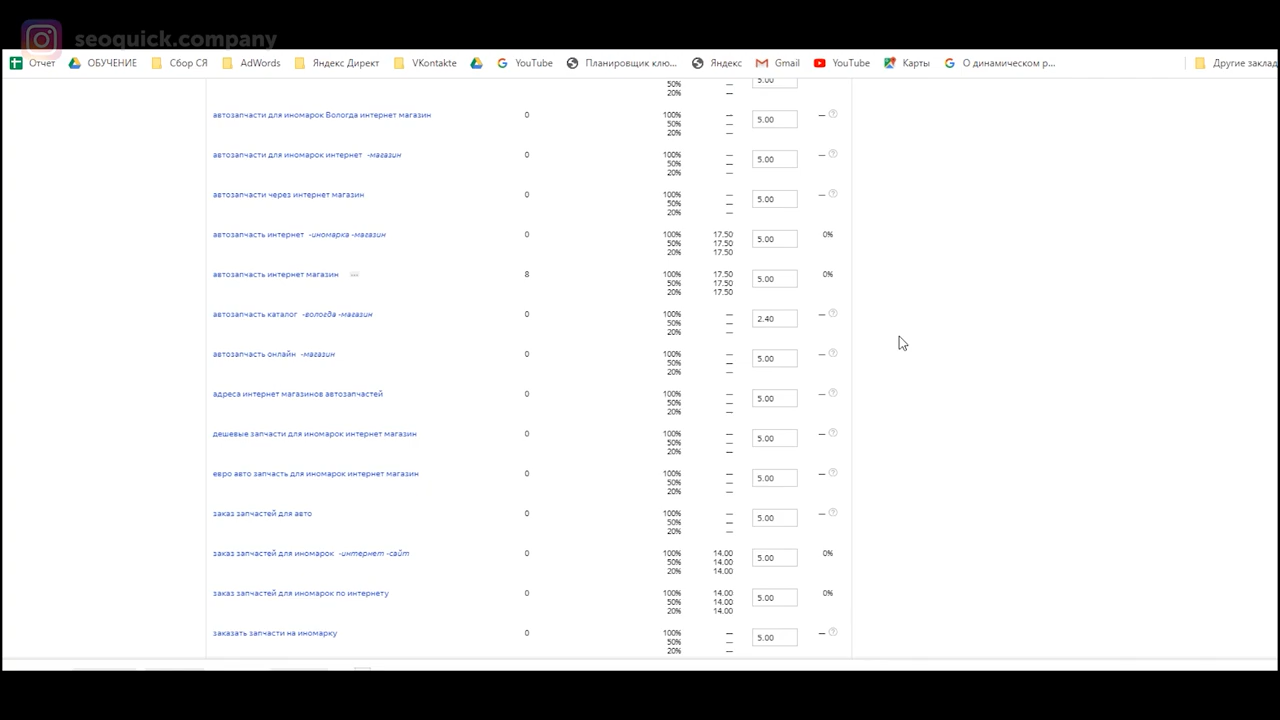 seoquick.company
Отчет ОБУЧЕНИЕ Сбор СЯ AdWords Яндекс Директ VKontakte YouTube Планировщик клю... Яндекс Gmail YouTube Карты О динамическом р... Другие заклад
5.00
50%
—
20%
—
автозапчасти для иномарок Вологда интернет магазин 0 100% — 5.00 —
50% —
20% —
автозапчасти для иномарок интернет -магазин 0 100% — 5.00 —
50% —
20% —
автозапчасти через интернет магазин 0 100% — 5.00 —
50% —
20% —
автозапчасть интернет -иномарка -магазин 0 100% 17.50 5.00 0%
50% 17.50
20% 17.50
автозапчасть интернет магазин 8 100% 17.50 5.00 0%
50% 17.50
20% 17.50
автозапчасть каталог -вологда -магазин 0 100% — 2.40 —
50% —
20% —
автозапчасть онлайн -магазин 0 100% — 5.00 —
50% —
20% —
адреса интернет магазинов автозапчастей 0 100% — 5.00 —
50% —
20% —
дешевые запчасти для иномарок интернет магазин 0 100% — 5.00 —
50% —
20% —
евро авто запчасть для иномарок интернет магазин 0 100% — 5.00 —
50% —
20% —
заказ запчастей для авто 0 100% — 5.00 —
50% —
20% —
заказ запчастей для иномарок -интернет -сайт 0 100% 14.00 5.00 0%
50% 14.00
20% 14.00
заказ запчастей для иномарок по интернету 0 100% 14.00 5.00 0%
50% 14.00
20% 14.00
заказать запчасти на иномарку 0 100% — 5.00 —
50% —
20% —